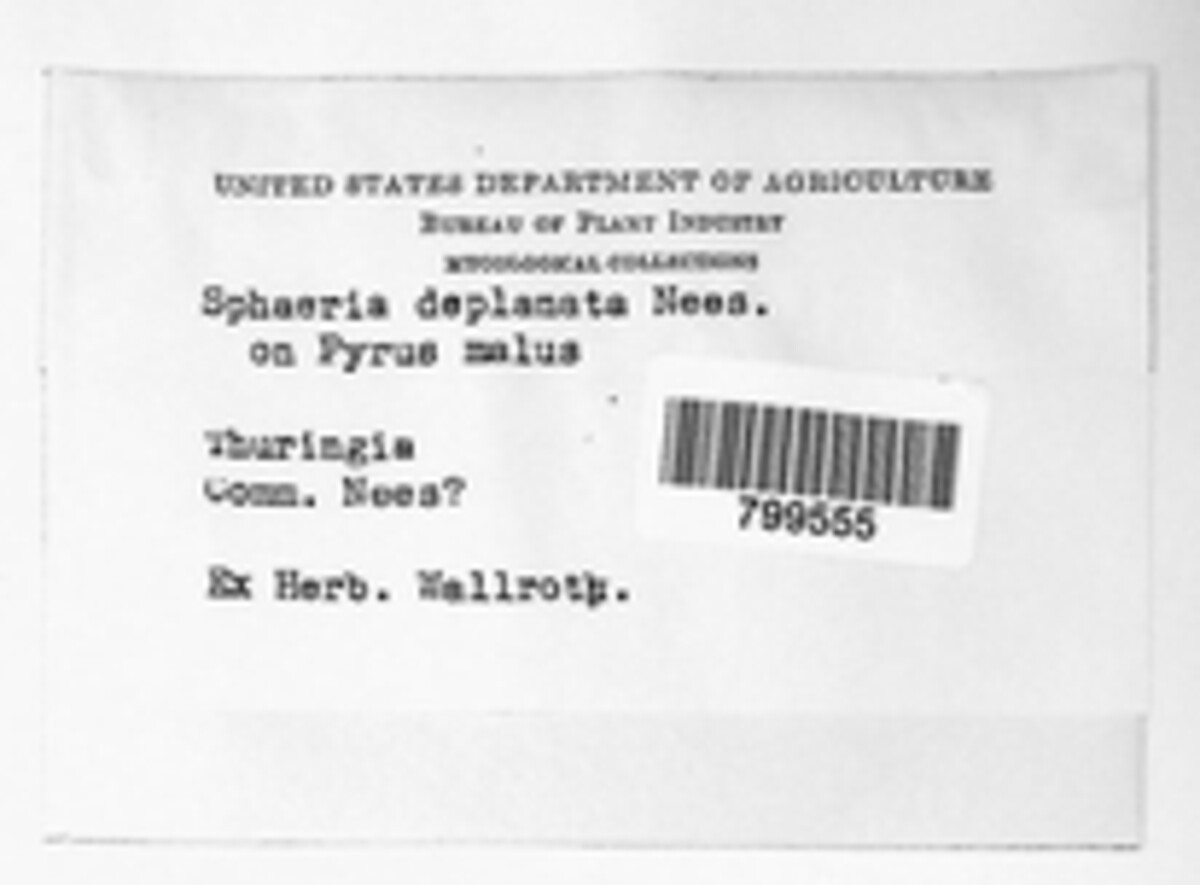 UNITED STATES DEPARTMENT OF AGRICULTURE
BUREAU OF PLANT INDUSTRY
MYCOLOGICAL COLLECTIONS
Sphaeria deplanata Nees.
on Pyrus malus
Thuringia
Comm. Nees?
799555
Ex Herb. Wallroth.